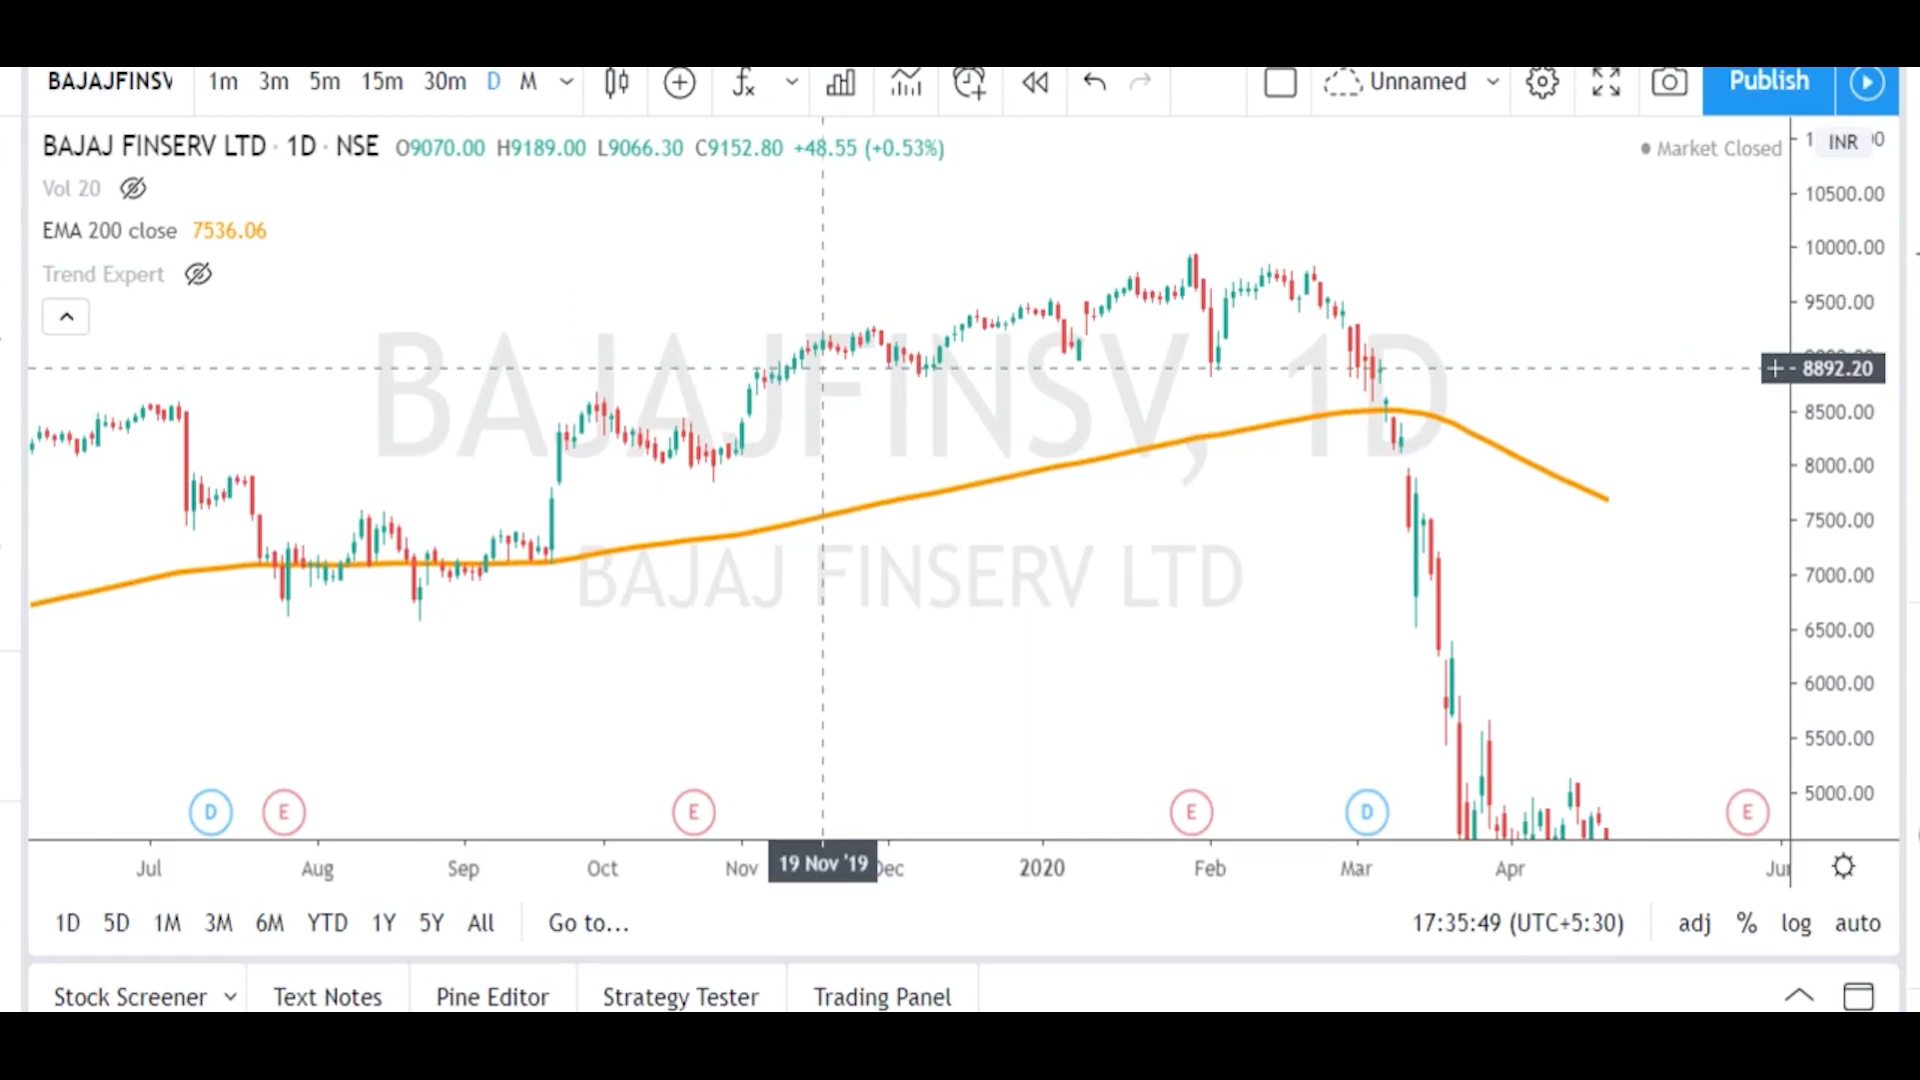 BAJAJFINSV 1m 3m 5m 15m 30m D M Unnamed Publish
BAJAJ FINSERV LTD · 1D · NSE O9070.00 H9189.00 L9066.30 C9152.80 +48.55 (+0.53%)
Market Closed
INR
Vol 20
EMA 200 close 7536.06
Trend Expert
BAJAJFINSV, 1D
BAJAJ FINSERV LTD
10500.00
10000.00
9500.00
8892.20
8500.00
8000.00
7500.00
7000.00
6500.00
6000.00
5500.00
5000.00
D E E E D E
Jul Aug Sep Oct Nov 19 Nov '19 Dec 2020 Feb Mar Apr
1D 5D 1M 3M 6M YTD 1Y 5Y All Go to... 17:35:49 (UTC+5:30) adj % log auto
Stock Screener Text Notes Pine Editor Strategy Tester Trading Panel